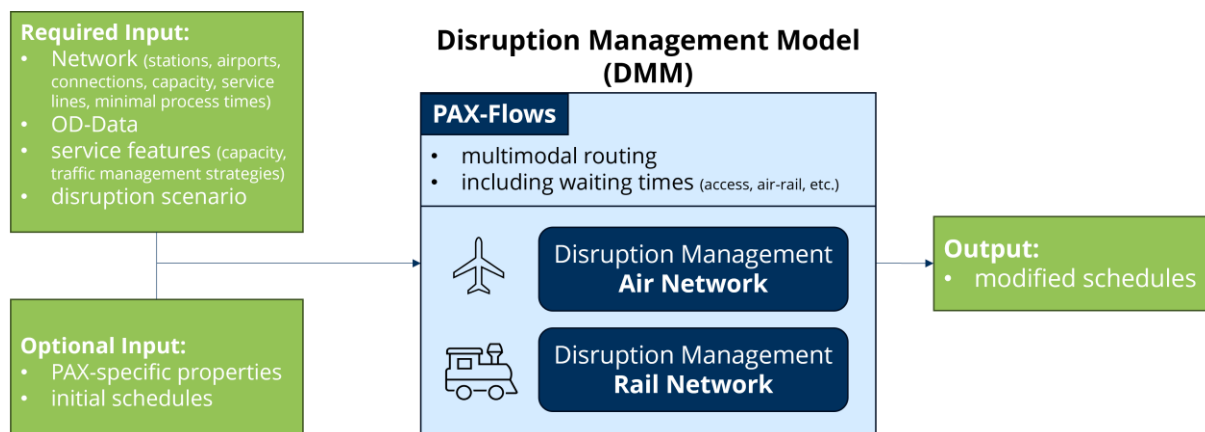 Required Input:
• Network (stations, airports,
connections, capacity, service
lines, minimal process times)
• OD-Data
• service features (capacity,
traffic management strategies)
• disruption scenario
Optional Input:
• PAX-specific properties
• initial schedules
Disruption Management Model
(DMM)
PAX-Flows
• multimodal routing
• including waiting times (access, air-rail, etc.)
Disruption Management
Air Network
Disruption Management
Rail Network
Output:
• modified schedules